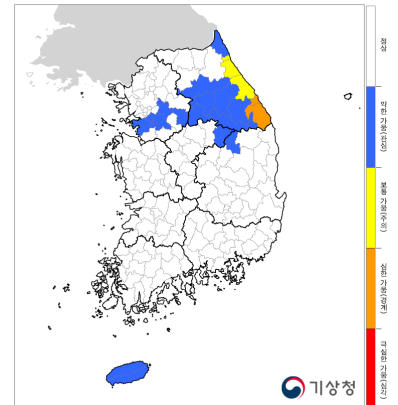 정상
약한 가뭄(관심)
보통 가뭄(주의)
심한 가뭄(경계)
극심한 가뭄(심각)
기상청